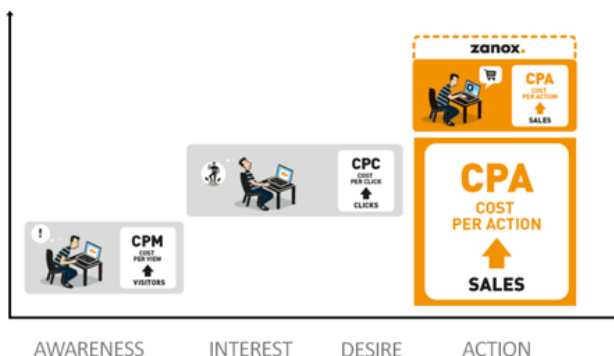 zanox.
CPA
COST
PER ACTION
SALES
CPC
COST
PER CLICK
CLICKS
CPA
COST
PER ACTION
SALES
!
CPM
COST
PER VIEW
VISITORS
AWARENESS INTEREST DESIRE ACTION